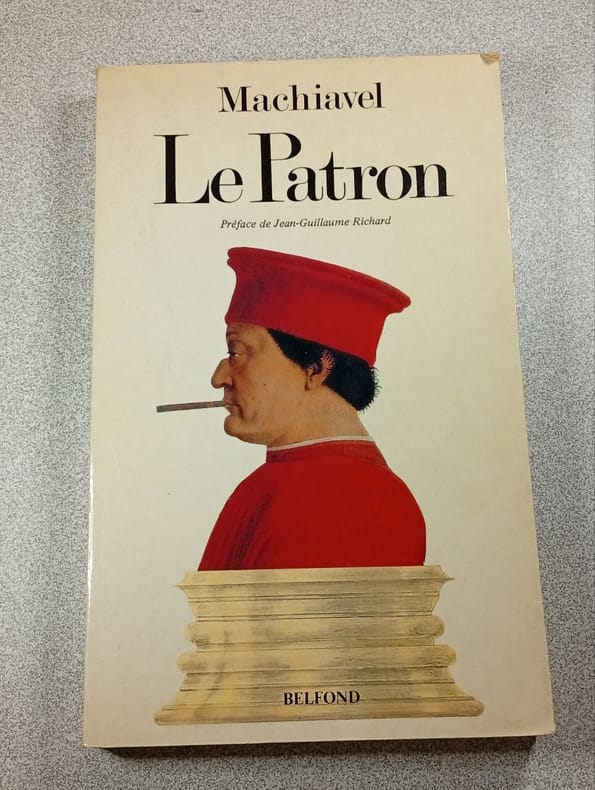 Machiavel
Le Patron
Préface de Jean-Guillaume Richard
BELFOND